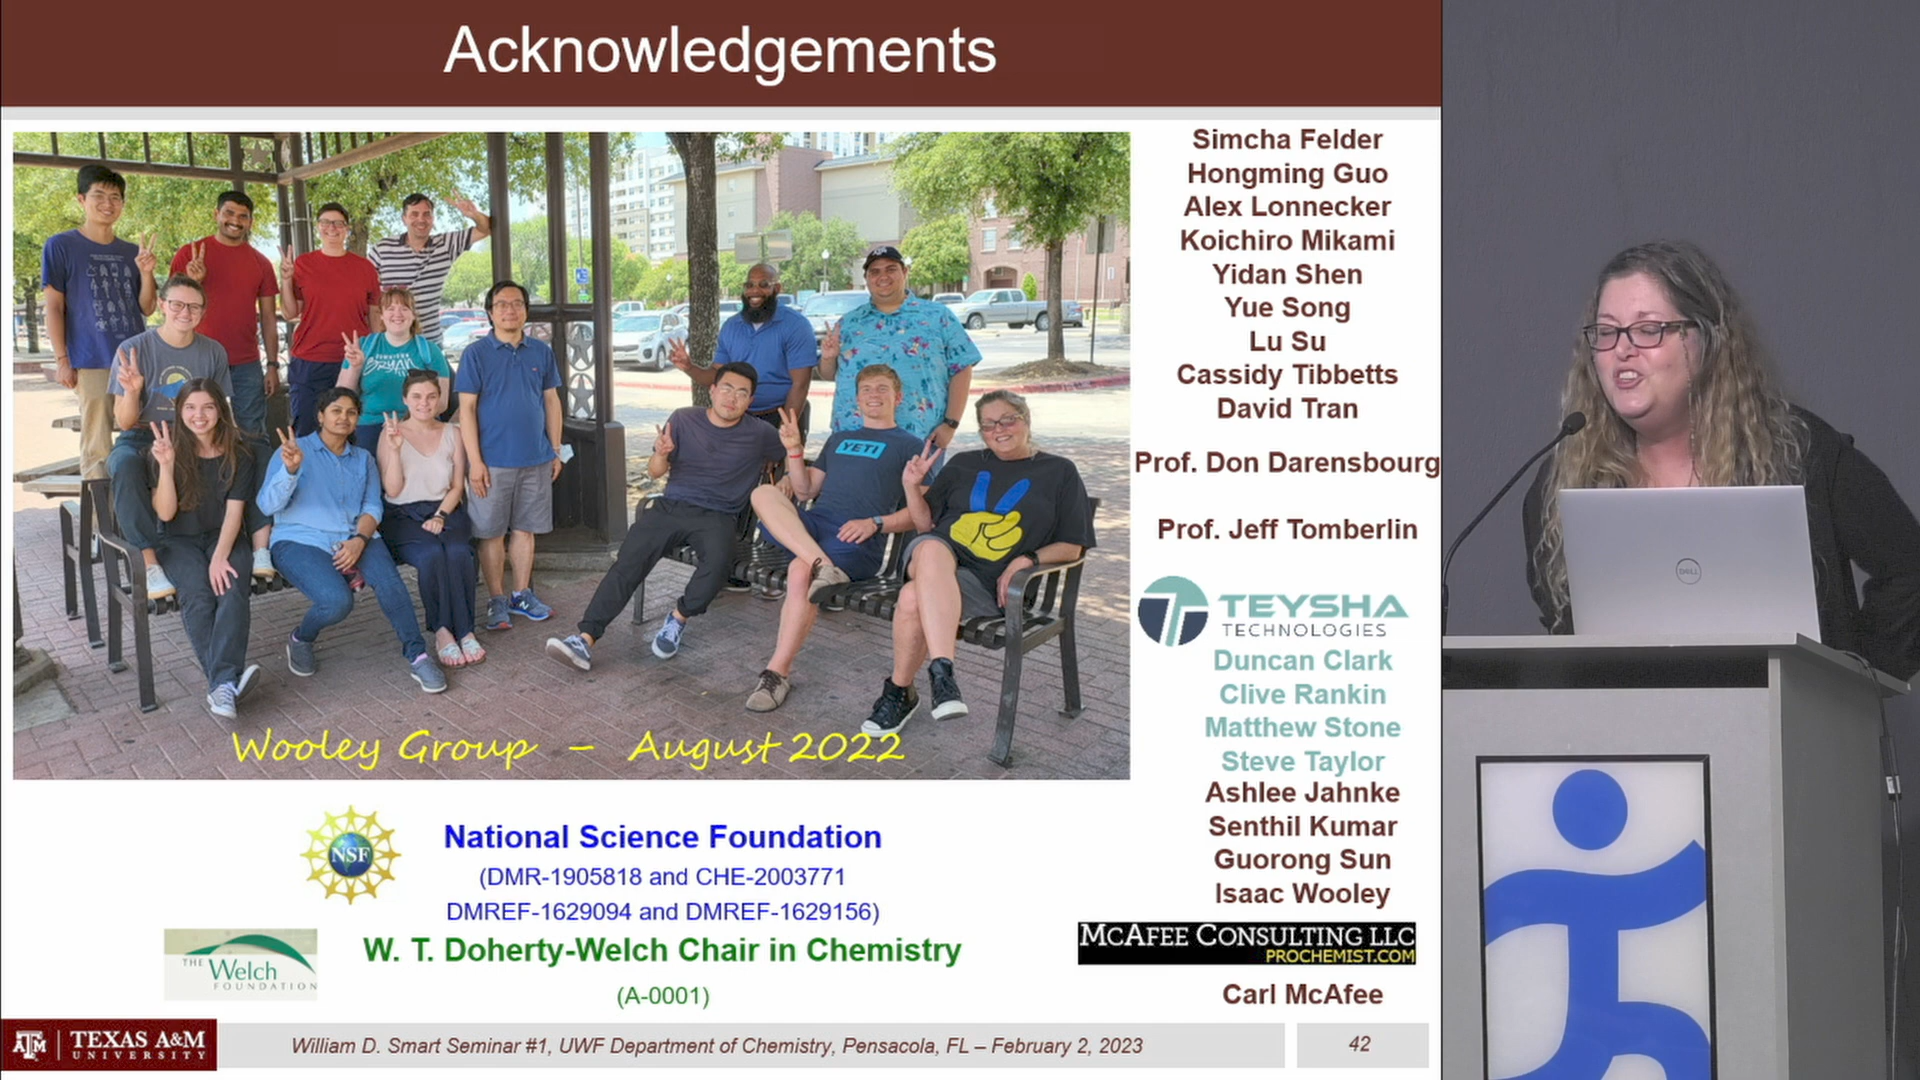 Acknowledgements
YETI
Wooley Group – August 2022
Simcha Felder
Hongming Guo
Alex Lonnecker
Koichiro Mikami
Yidan Shen
Yue Song
Lu Su
Cassidy Tibbetts
David Tran
Prof. Don Darensbourg
Prof. Jeff Tomberlin
TEYSHA
TECHNOLOGIES
Duncan Clark
Clive Rankin
Matthew Stone
Steve Taylor
Ashlee Jahnke
Senthil Kumar
Guorong Sun
Isaac Wooley
MCAFEE CONSULTING LLC
PROCHEMIST.COM
Carl McAfee
NSF
National Science Foundation
(DMR-1905818 and CHE-2003771
DMREF-1629094 and DMREF-1629156)
THE Welch
FOUNDATION
W. T. Doherty-Welch Chair in Chemistry
(A-0001)
ATM | TEXAS A&M
UNIVERSITY
William D. Smart Seminar #1, UWF Department of Chemistry, Pensacola, FL – February 2, 2023
42
DELL